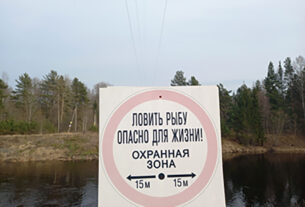 ЛОВИТЬ РЫБУ
ОПАСНО ДЛЯ ЖИЗНИ!
ОХРАННАЯ
ЗОНА
15м 15м